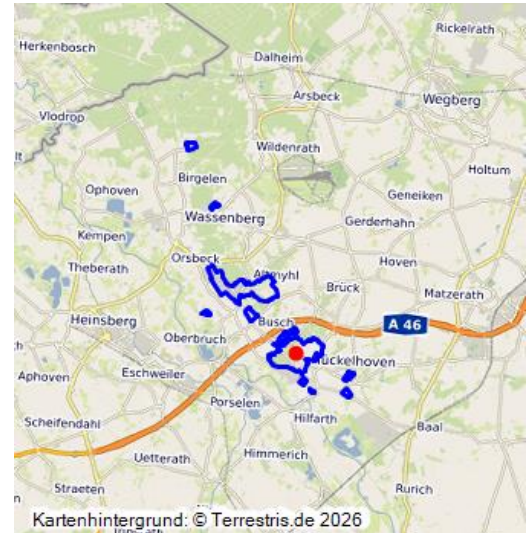 Rickelrath
Herkenbosch
Dalheim
Arsbeck
Wegberg
Vlodrop
Wildenrath
Holtum
Birgelen
Ophoven
Geneiken
Wassenberg
Gerderhahn
Kempen
Orsbeck
Hoven
Theberath
Altmyhl
Brück
Matzerath
Heinsberg
Busch
A 46
Oberbruch
Hückelhoven
Aphoven
Eschweiler
Porselen
Hilfarth
Scheifendahl
Baal
Himmerich
Uetterath
Straeten
Rurich
Kartenhintergrund: © Terrestris.de 2026